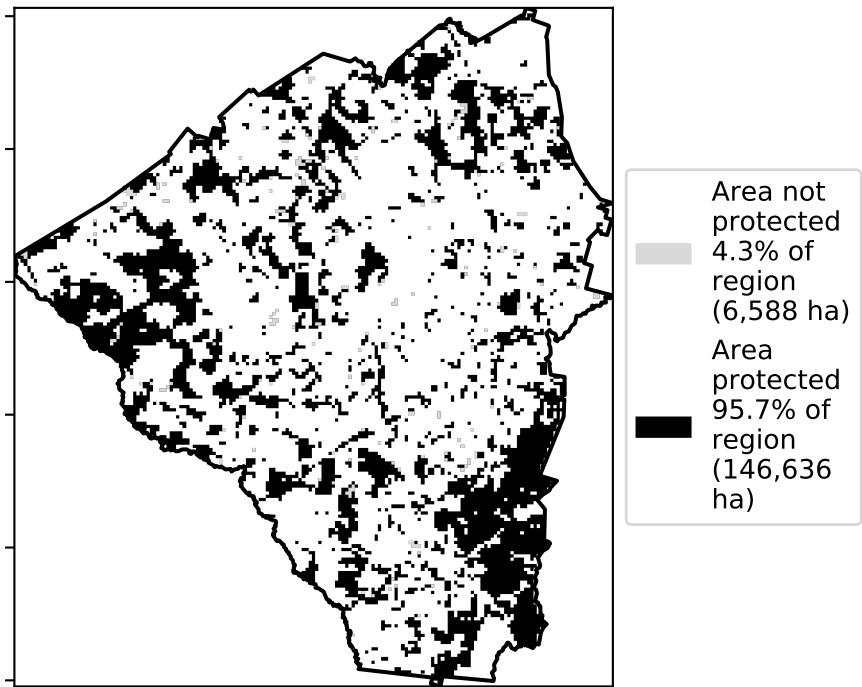 Area not
protected
4.3% of
region
(6,588 ha)
Area
protected
95.7% of
region
(146,636
ha)